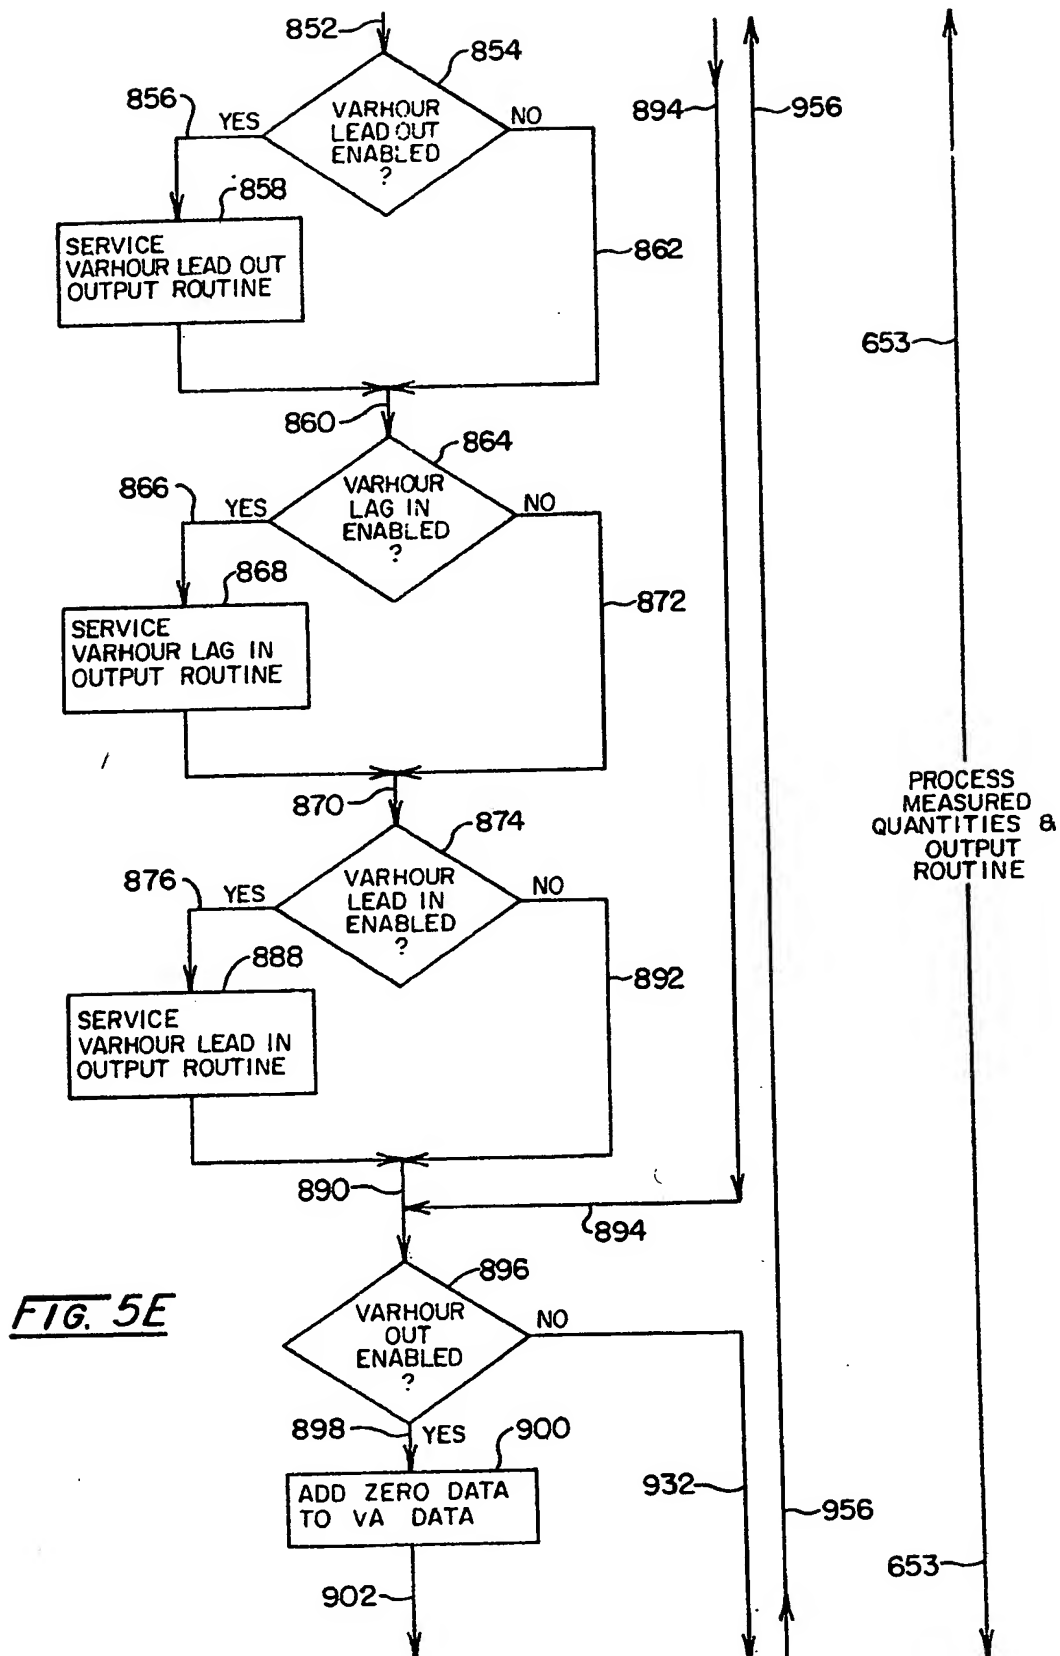 852
854
856
YES
VARHOUR
LEAD OUT
ENABLED
?
NO
894
956
858
SERVICE
VARHOUR LEAD OUT
OUTPUT ROUTINE
862
653
860
864
866
YES
VARHOUR
LAG IN
ENABLED
?
NO
868
SERVICE
VARHOUR LAG IN
OUTPUT ROUTINE
872
870
874
PROCESS
MEASURED
QUANTITIES &
OUTPUT
ROUTINE
876
YES
VARHOUR
LEAD IN
ENABLED
?
NO
888
SERVICE
VARHOUR LEAD IN
OUTPUT ROUTINE
892
890
894
896
FIG. 5E
VARHOUR
OUT
ENABLED
?
NO
898
YES
900
ADD ZERO DATA
TO VA DATA
932
956
902
653